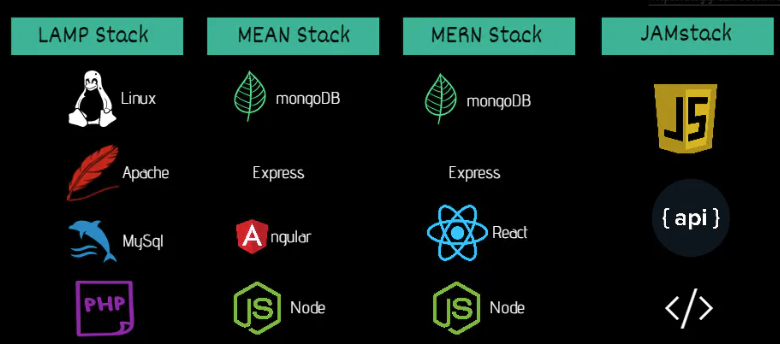 LAMP Stack
MEAN Stack
MERN Stack
JAMstack
Linux
mongoDB
mongoDB
JS
Apache
Express
Express
{ api }
MySql
Angular
React
PHP
JS Node
JS Node
</>